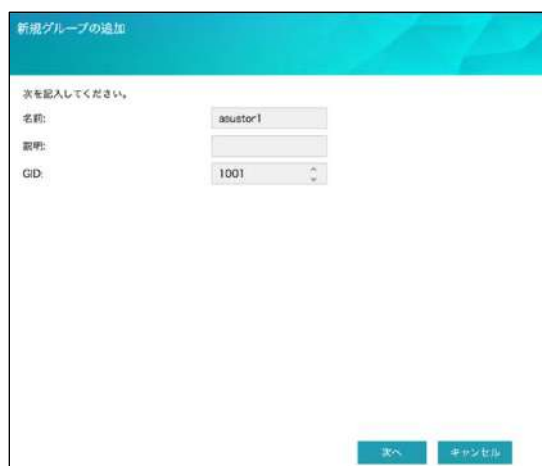 新規グループの追加
次を記入してください。
名前: asustor1
説明:
GID: 1001
次へ キャンセル